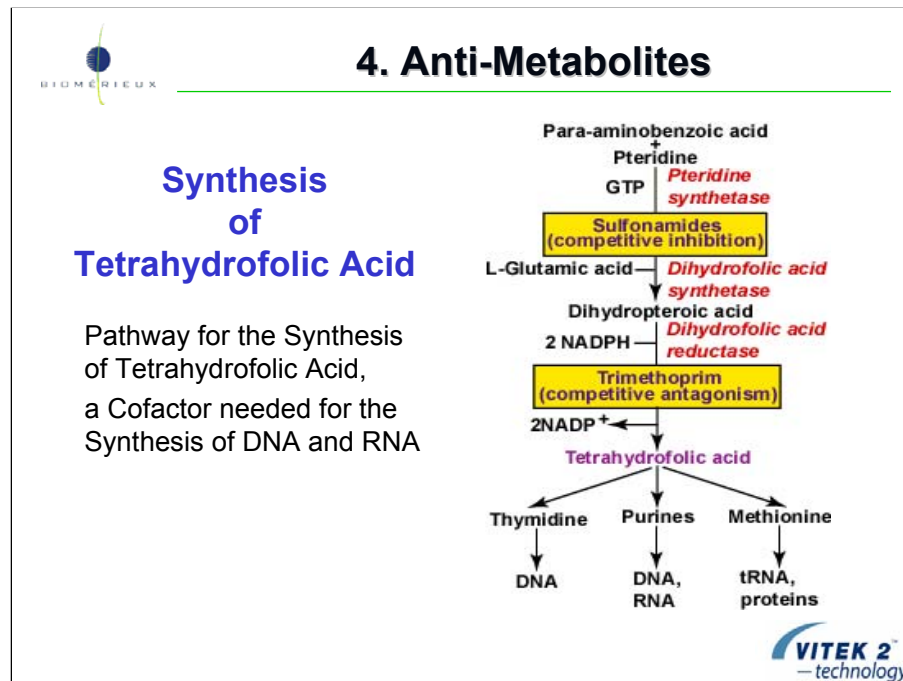 BIOMÉRIEUX
4. Anti-Metabolites
Synthesis
of
Tetrahydrofolic Acid
Pathway for the Synthesis
of Tetrahydrofolic Acid,
a Cofactor needed for the
Synthesis of DNA and RNA
Para-aminobenzoic acid
+
Pteridine
GTP
Pteridine
synthetase
Sulfonamides
(competitive inhibition)
L-Glutamic acid
Dihydrofolic acid
synthetase
Dihydropteroic acid
2 NADPH
Dihydrofolic acid
reductase
Trimethoprim
(competitive antagonism)
2NADP+
Tetrahydrofolic acid
Thymidine
Purines
Methionine
DNA
DNA,
RNA
tRNA,
proteins
VITEK 2
technology